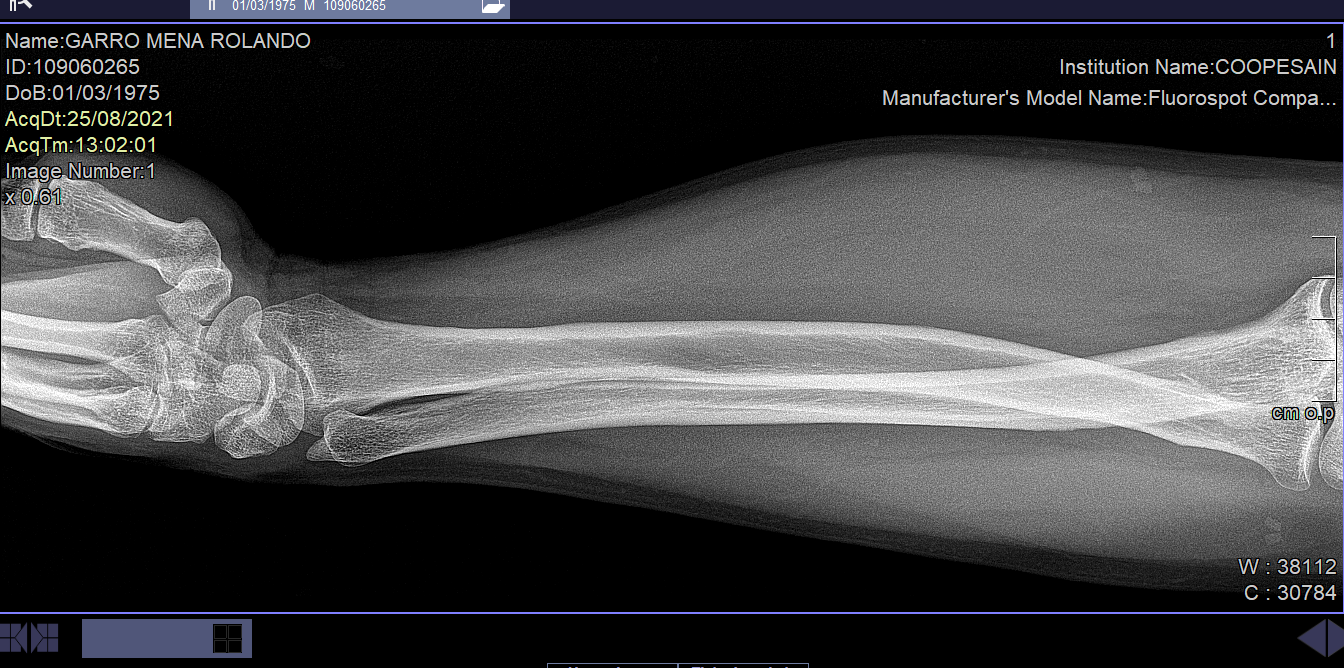 01/03/1975 M 109060265
Name:GARRO MENA ROLANDO
ID:109060265
DoB:01/03/1975
AcqDt:25/08/2021
AcqTm:13:02:01
Image Number:1
x 0.61
1
Institution Name:COOPESAIN
Manufacturer's Model Name:Fluorospot Compa...
cm o.p
W : 38112
C : 30784